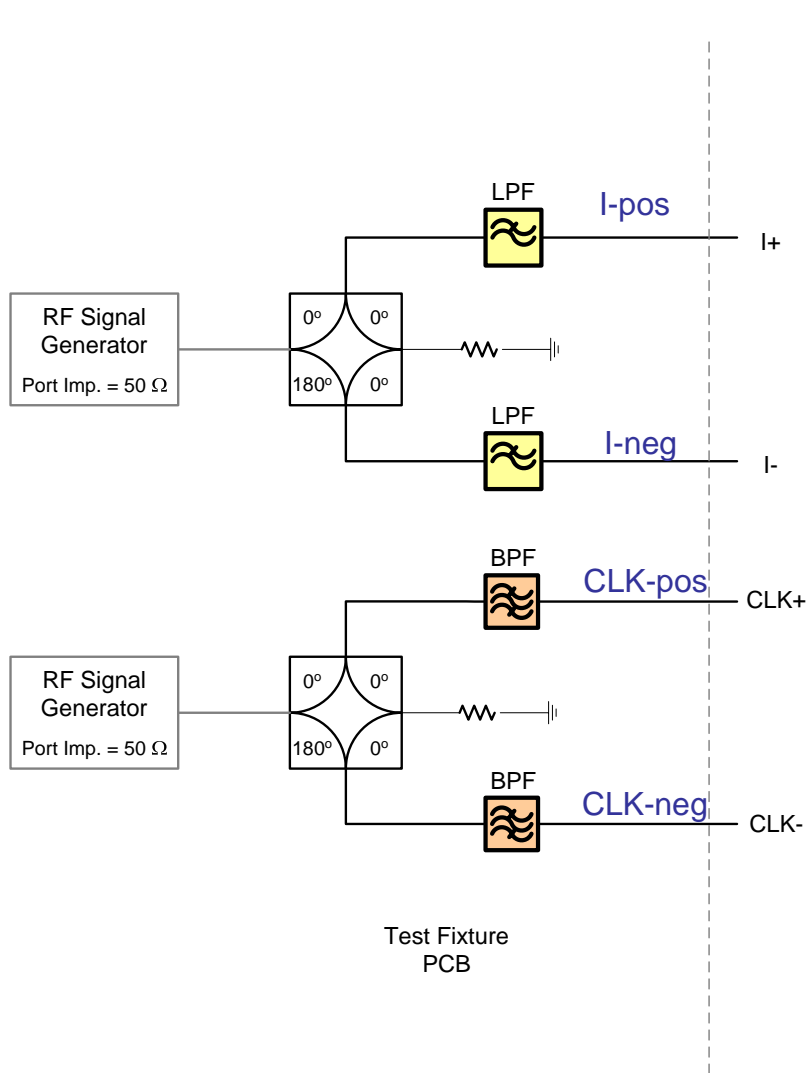 LPF
I-pos
I+
RF Signal
Generator
Port Imp. = 50 Ω
0º 0º
180º 0º
LPF
I-neg
I-
BPF
CLK-pos
CLK+
RF Signal
Generator
Port Imp. = 50 Ω
0º 0º
180º 0º
BPF
CLK-neg
CLK-
Test Fixture
PCB